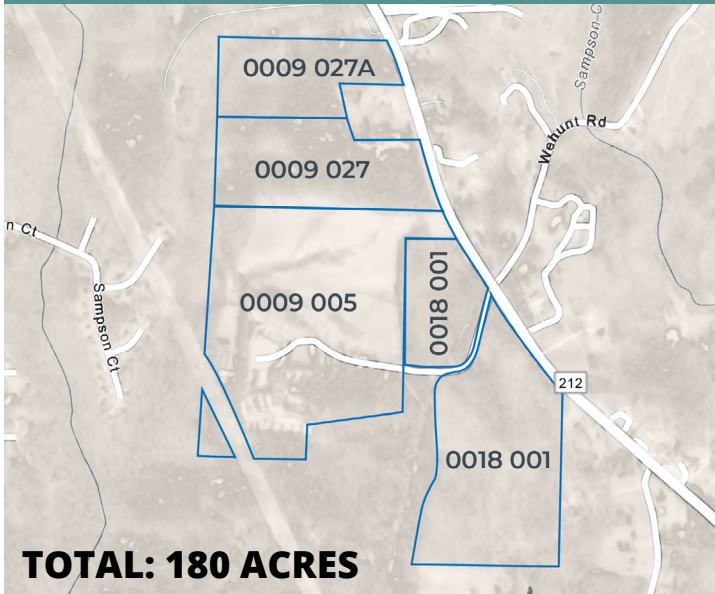 Sampson C
0009 027A
Wehunt Rd
0009 027
n Ct
0018 001
0009 005
Sampson Ct
212
0018 001
TOTAL: 180 ACRES